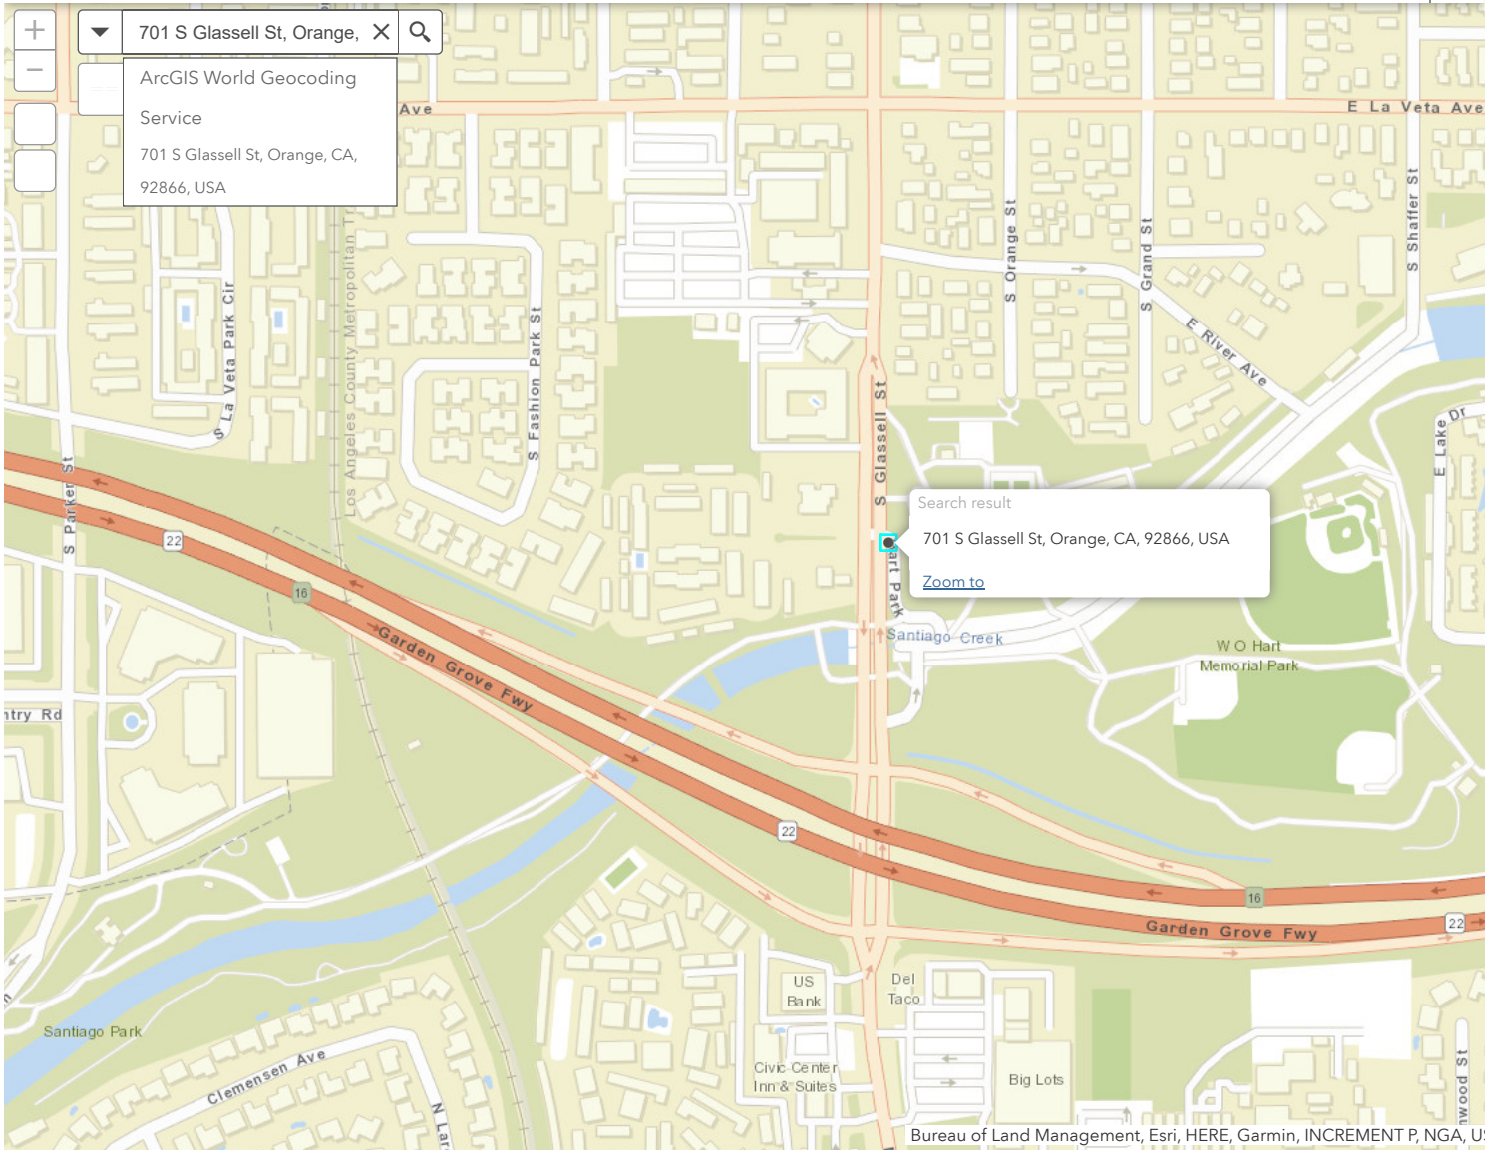 701 S Glassell St, Orange,
ArcGIS World Geocoding
Service
701 S Glassell St, Orange, CA,
92866, USA
Ave
E La Veta Ave
S Shaffer St
S Orange St
S Grand St
E River Ave
S La Veta Park Cir
Los Angeles County Metropolitan
S Fashion Park St
S Glassell St
E Lake Dr
S Parker St
22
16
Search result
701 S Glassell St, Orange, CA, 92866, USA
Zoom to
art Park
Santiago Creek
W O Hart
Memorial Park
Garden Grove Fwy
ntry Rd
22
16
Garden Grove Fwy
22
US
Bank
Del
Taco
Santiago Park
Clemensen Ave
Civic Center
Inn & Suites
Big Lots
N Lar
nwood St
Bureau of Land Management, Esri, HERE, Garmin, INCREMENT P, NGA, US